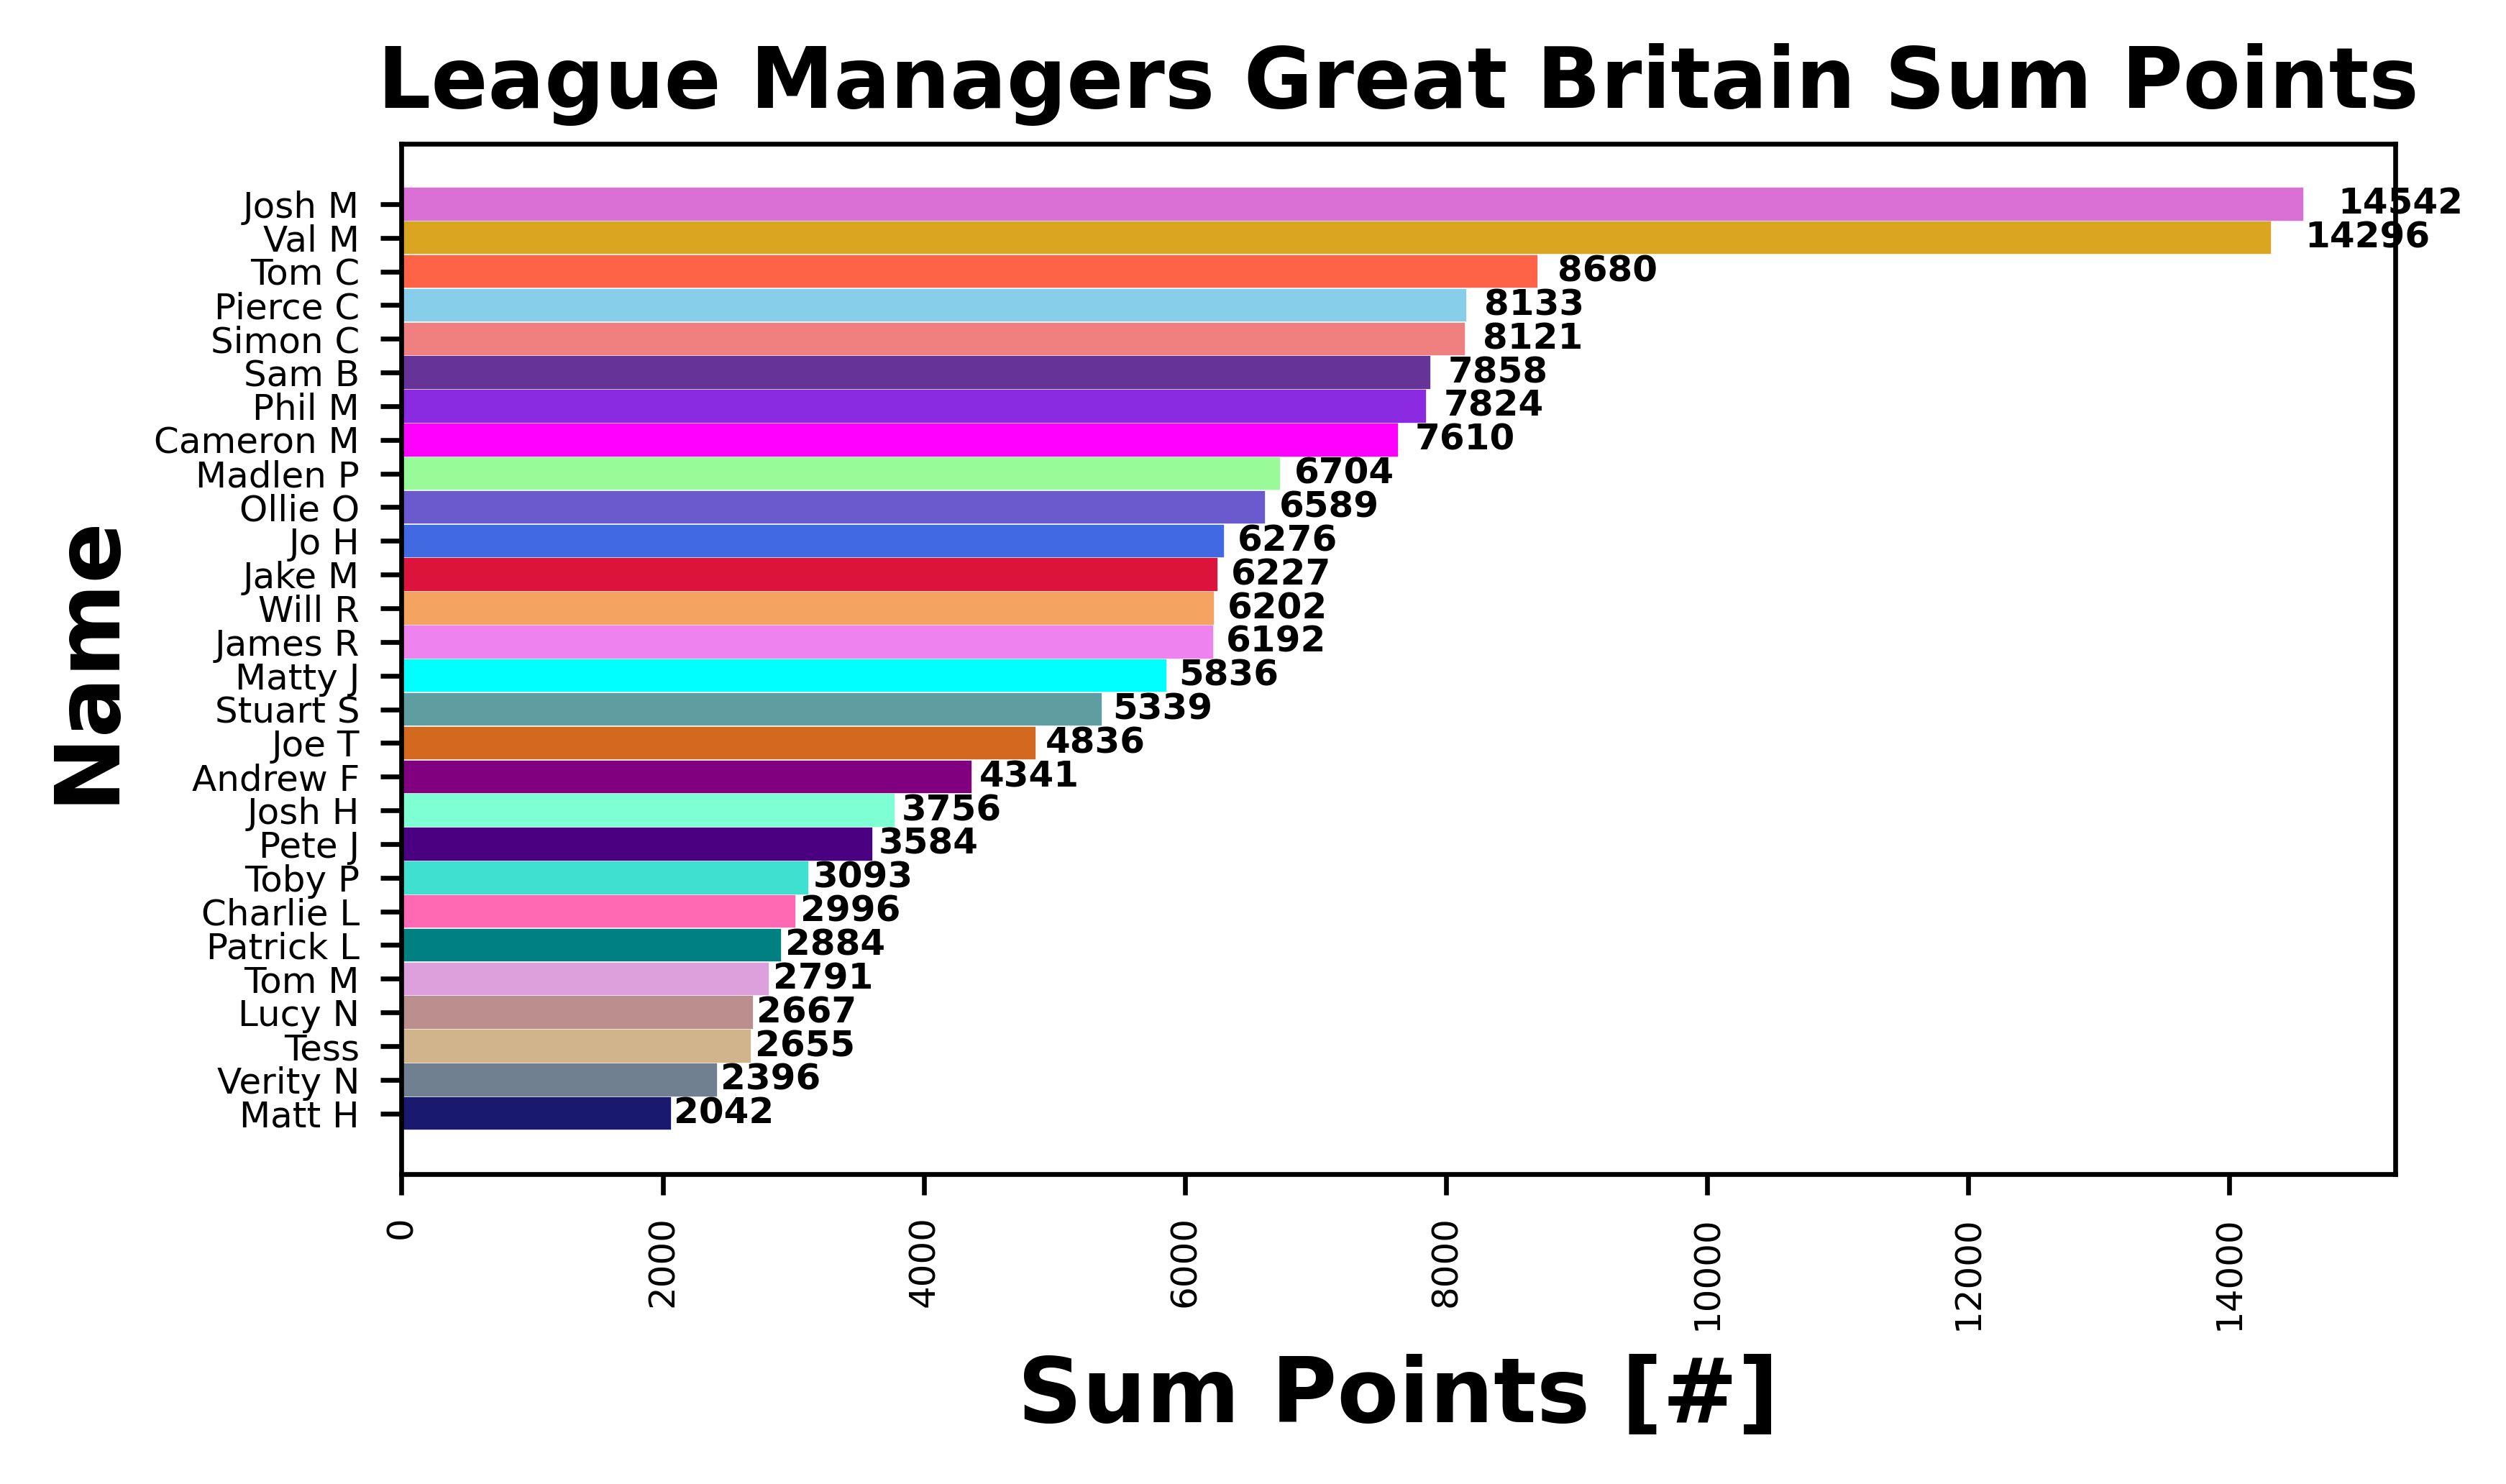 League Managers Great Britain Sum Points
Name
Josh M 14542
Val M 14296
Tom C 8680
Pierce C 8133
Simon C 8121
Sam B 7858
Phil M 7824
Cameron M 7610
Madlen P 6704
Ollie O 6589
Jo H 6276
Jake M 6227
Will R 6202
James R 6192
Matty J 5836
Stuart S 5339
Joe T 4836
Andrew F 4341
Josh H 3756
Pete J 3584
Toby P 3093
Charlie L 2996
Patrick L 2884
Tom M 2791
Lucy N 2667
Tess 2655
Verity N 2396
Matt H 2042
0 2000 4000 6000 8000 10000 12000 14000
Sum Points [#]